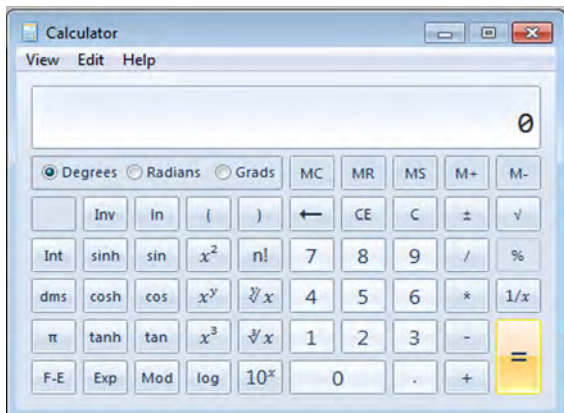 Calculator
View Edit Help
0
Degrees Radians Grads MC MR MS M+ M-
Inv ln ( ) ← CE C ± √
Int sinh sin x² n! 7 8 9 / %
dms cosh cos xʸ ʸ√x 4 5 6 * 1/x
π tanh tan x³ ³√x 1 2 3 - =
F-E Exp Mod log 10ˣ 0 . +